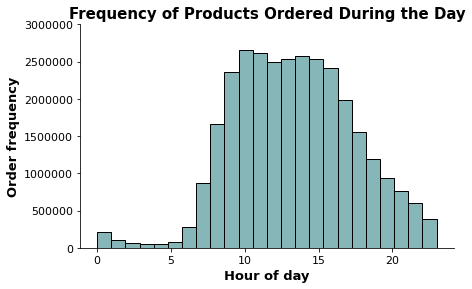 Frequency of Products Ordered During the Day
3000000
2500000
2000000
1500000
1000000
500000
0
Order frequency
0 5 10 15 20
Hour of day